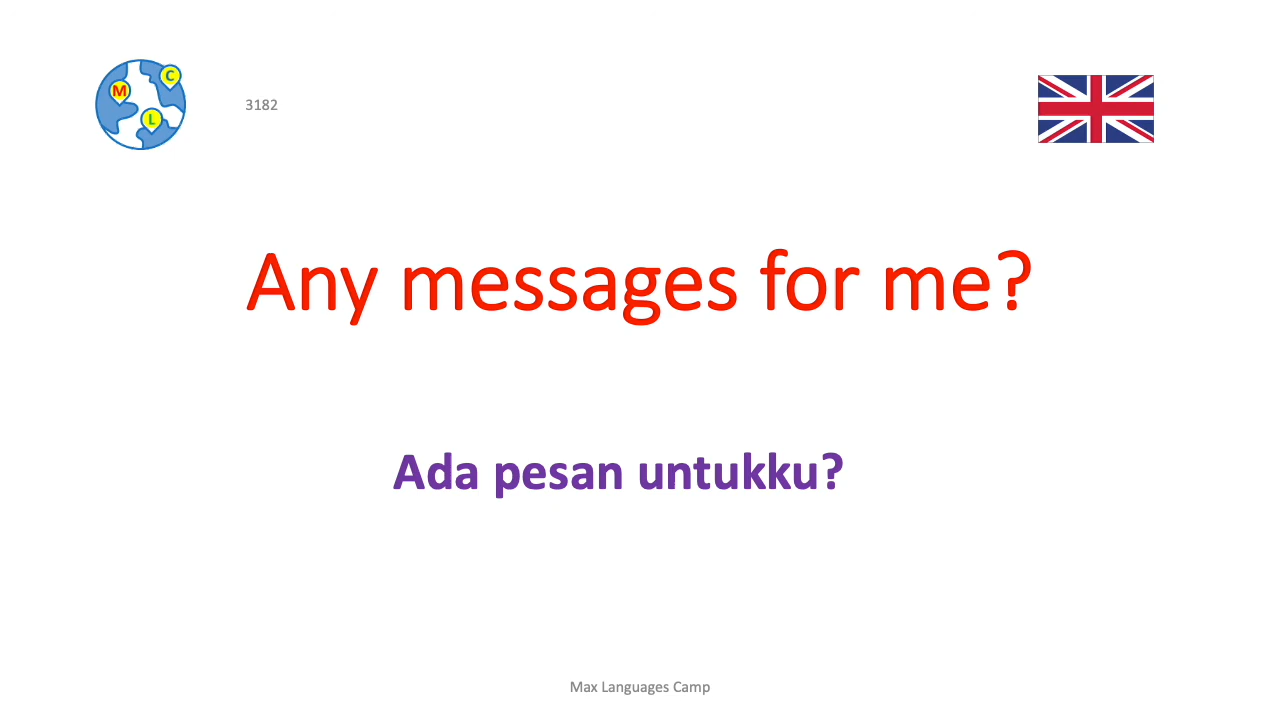 M
C
L
3182
Any messages for me?
Ada pesan untukku?
Max Languages Camp